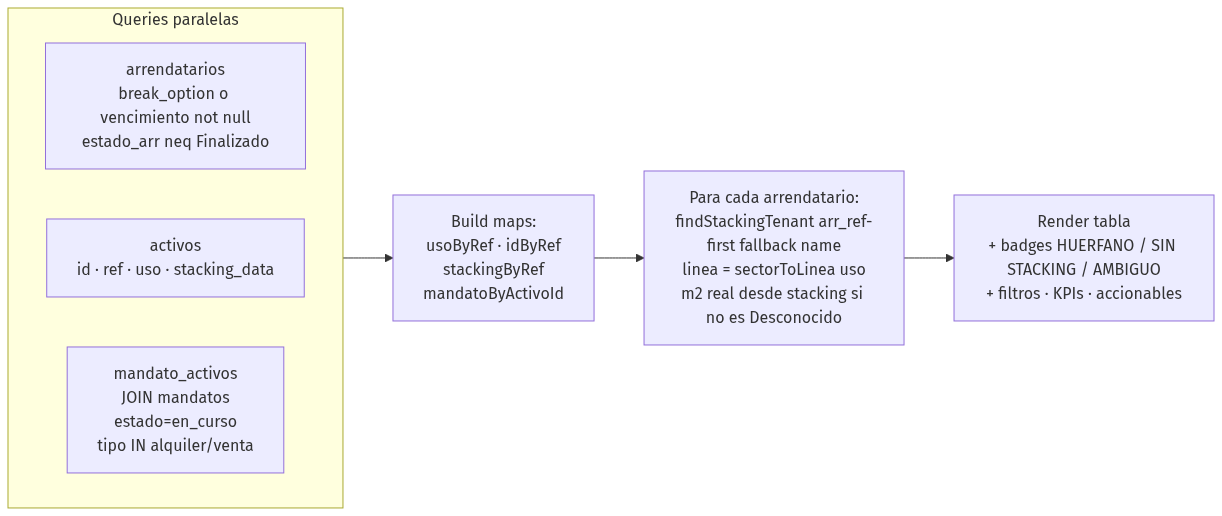 Queries paralelas
arrendatarios
break_option o
vencimiento not null
estado_arr neq Finalizado
activos
id · ref · uso · stacking_data
mandato_activos
JOIN mandatos
estado=en_curso
tipo IN alquiler/venta
Build maps:
usoByRef · idByRef
stackingByRef
mandatoByActivoId
Para cada arrendatario:
findStackingTenant arr_ref-
first fallback name
linea = sectorToLinea uso
m2 real desde stacking si
no es Desconocido
Render tabla
+ badges HUERFANO / SIN
STACKING / AMBIGUO
+ filtros · KPIs · accionables